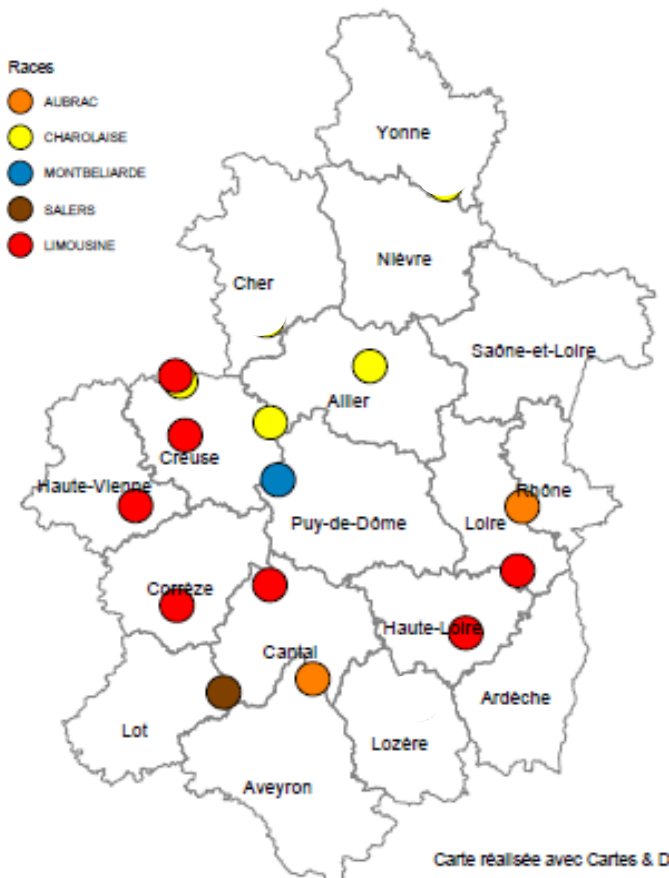 Races
AUBRAC
CHAROLAISE
MONTBELIARDE
SALERS
LIMOUSINE
Yonne
Nièvre
Cher
Saône-et-Loire
Allier
Creuse
Haute-Vienne
Rhône
Puy-de-Dôme
Loire
Corrèze
Haute-Loire
Cantal
Ardèche
Lot
Lozère
Aveyron
Carte réalisée avec Cartes & D